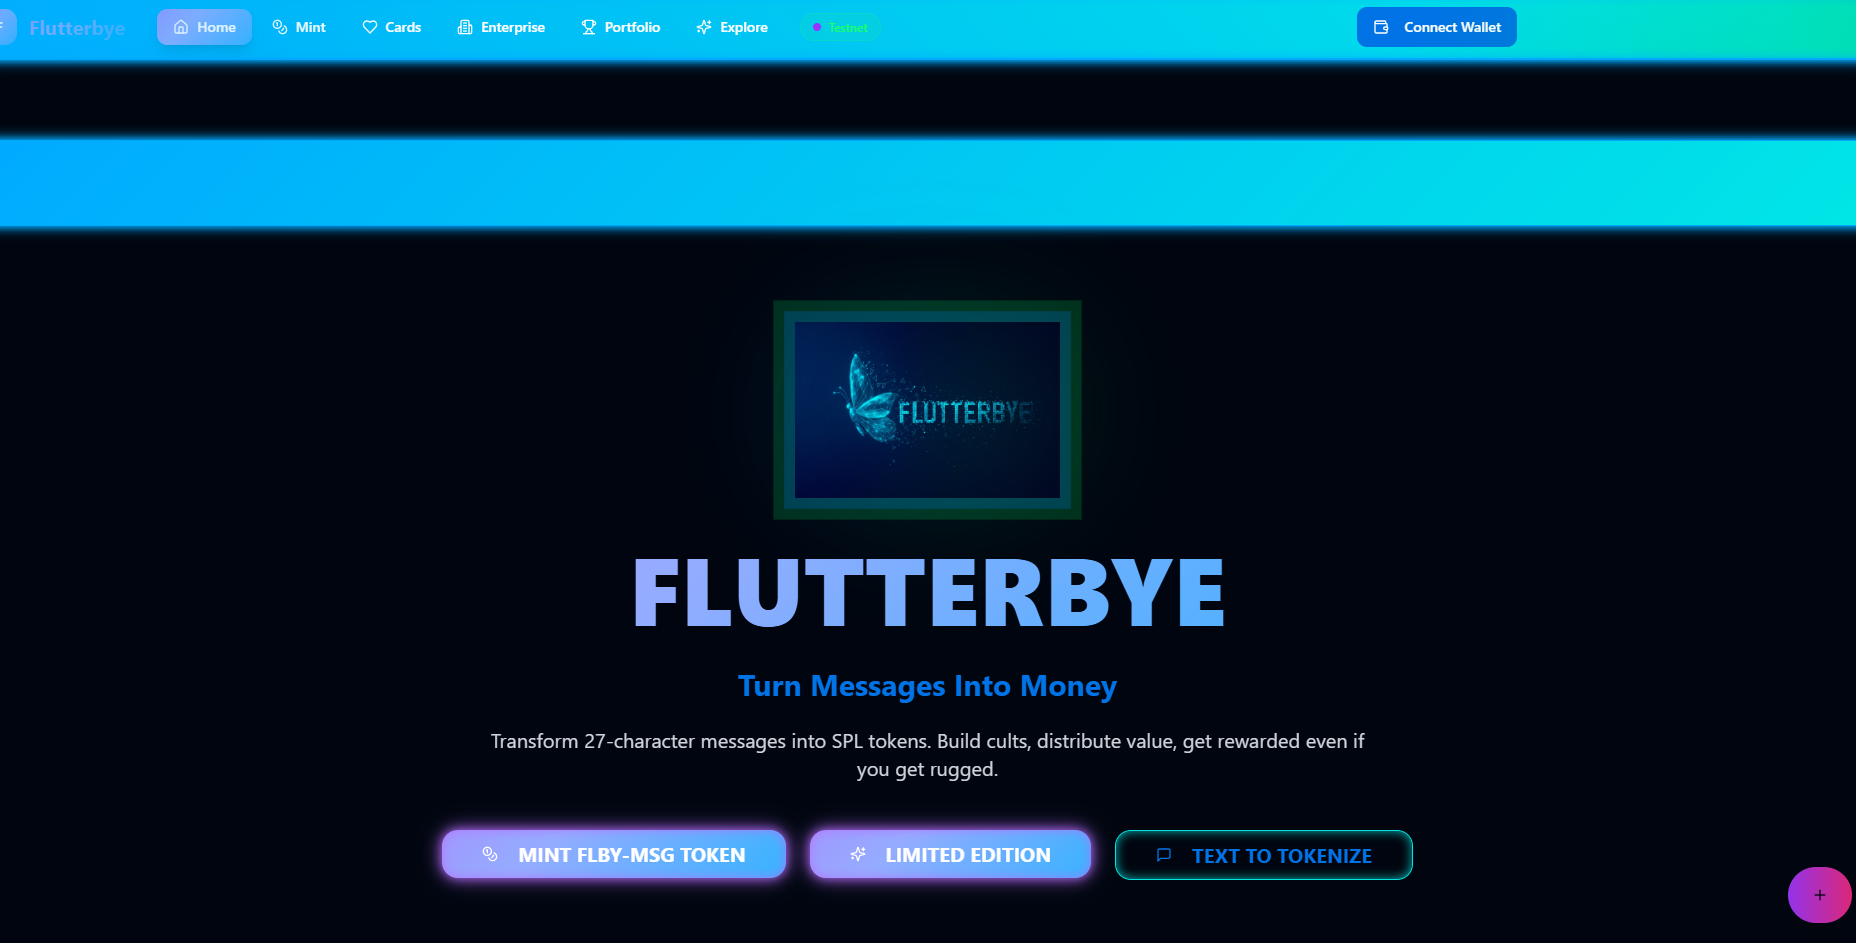 F
Flutterbye
Home
Mint
Cards
Enterprise
Portfolio
Explore
Testnet
Connect Wallet
FLUTTERBYE
FLUTTERBYE
Turn Messages Into Money
Transform 27-character messages into SPL tokens. Build cults, distribute value, get rewarded even if
you get rugged.
MINT FLBY-MSG TOKEN
LIMITED EDITION
TEXT TO TOKENIZE
+